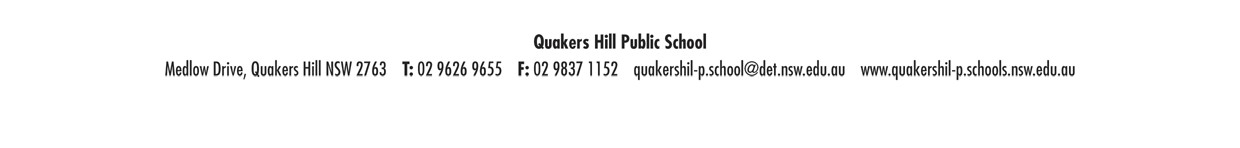 Quakers Hill Public School
Medlow Drive, Quakers Hill NSW 2763 T: 02 9626 9655 F: 02 9837 1152 quakershil-p.school@det.nsw.edu.au www.quakershil-p.schools.nsw.edu.au